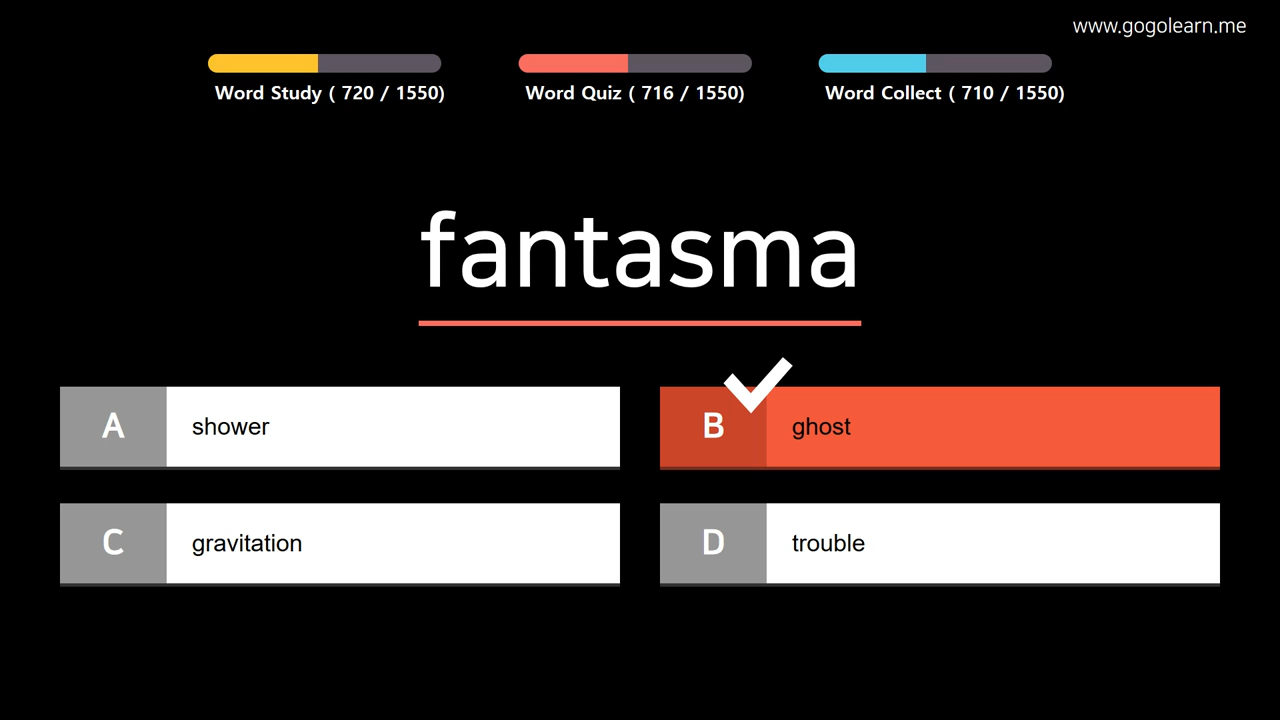 www.gogolearn.me
Word Study ( 720 / 1550)
Word Quiz ( 716 / 1550)
Word Collect ( 710 / 1550)
fantasma
A shower
B ghost
C gravitation
D trouble